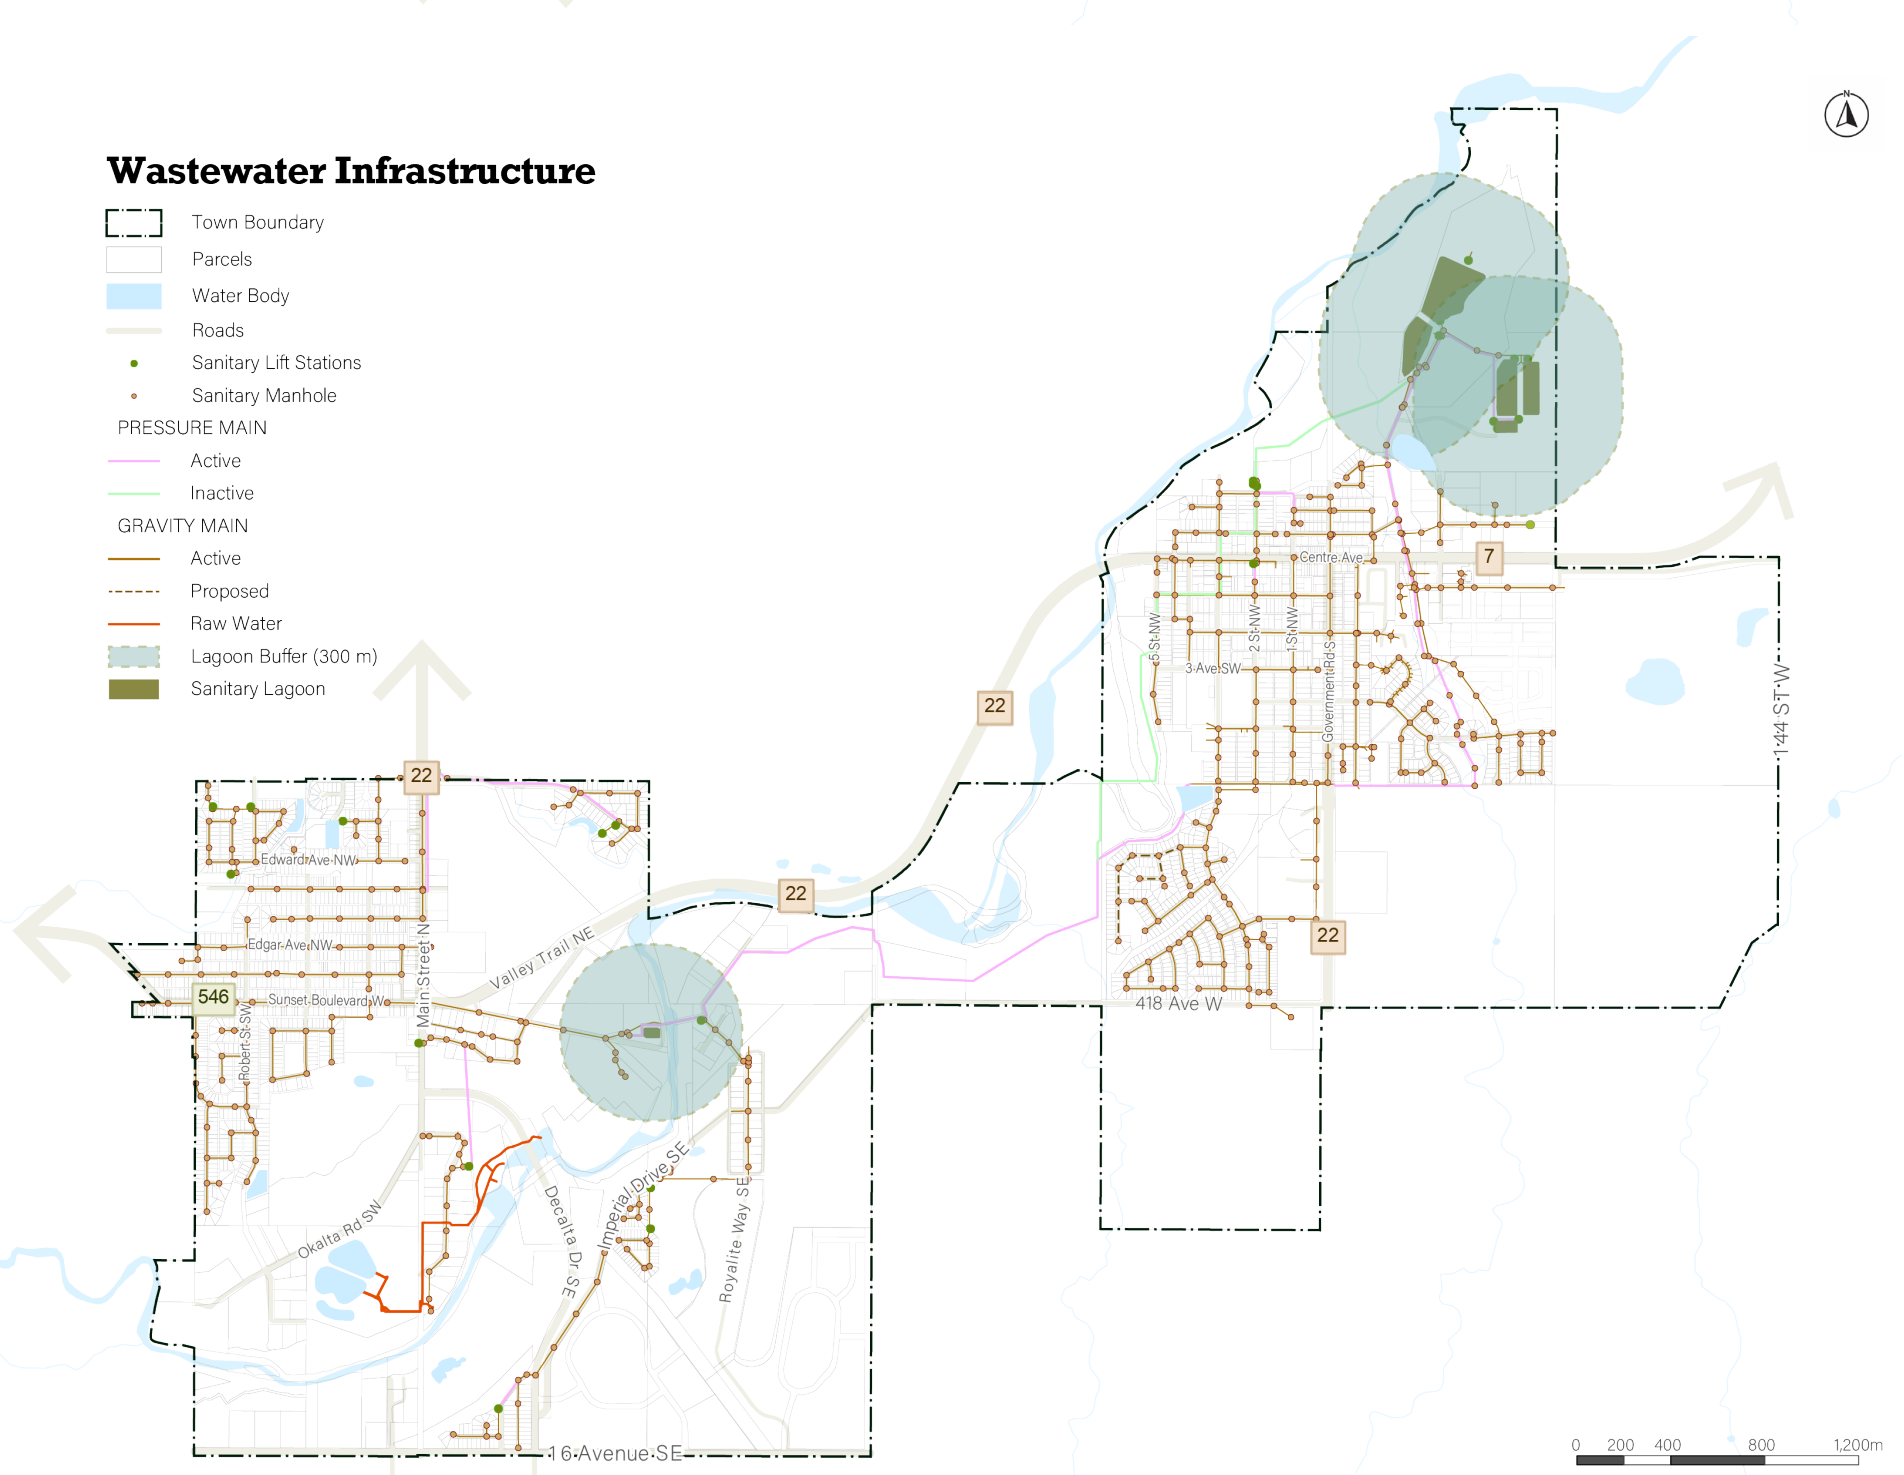 N
Wastewater Infrastructure
Town Boundary
Parcels
Water Body
Roads
Sanitary Lift Stations
Sanitary Manhole
PRESSURE MAIN
Active
Inactive
GRAVITY MAIN
Active
Proposed
Raw Water
Lagoon Buffer (300 m)
Sanitary Lagoon
7
Centre Ave
5 St NW
2 St NW
1 St NW
3 Ave SW
Government Rd S
144 ST W
22
22
22
22
418 Ave W
Edward Ave NW
Edgar Ave NW
Main Street N
Valley Trail NE
546
Sunset Boulevard W
Robert St SW
Okalta Rd SW
Decalta Dr SE
Imperial Drive SE
Royalite Way SE
16 Avenue SE
0 200 400 800 1,200m